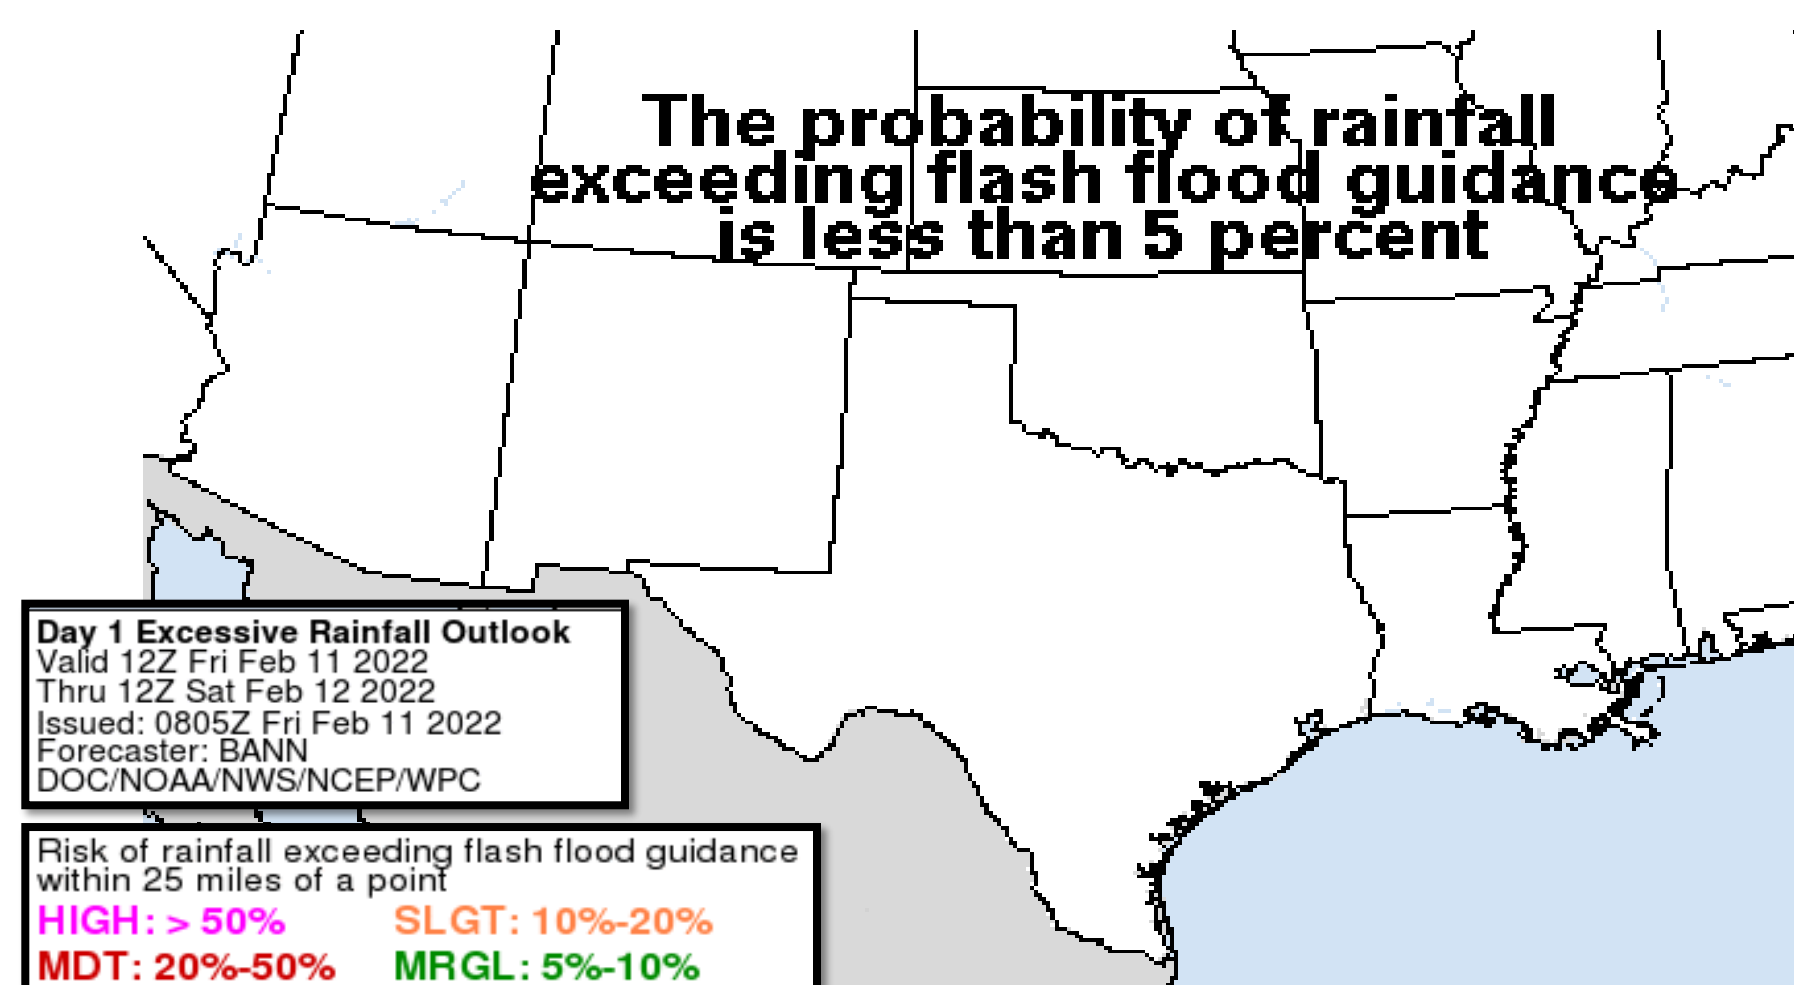 The probability of rainfall
exceeding flash flood guidance
is less than 5 percent
Day 1 Excessive Rainfall Outlook
Valid 12Z Fri Feb 11 2022
Thru 12Z Sat Feb 12 2022
Issued: 0805Z Fri Feb 11 2022
Forecaster: BANN
DOC/NOAA/NWS/NCEP/WPC
Risk of rainfall exceeding flash flood guidance
within 25 miles of a point
HIGH: > 50% SLGT: 10%-20%
MDT: 20%-50% MRGL: 5%-10%